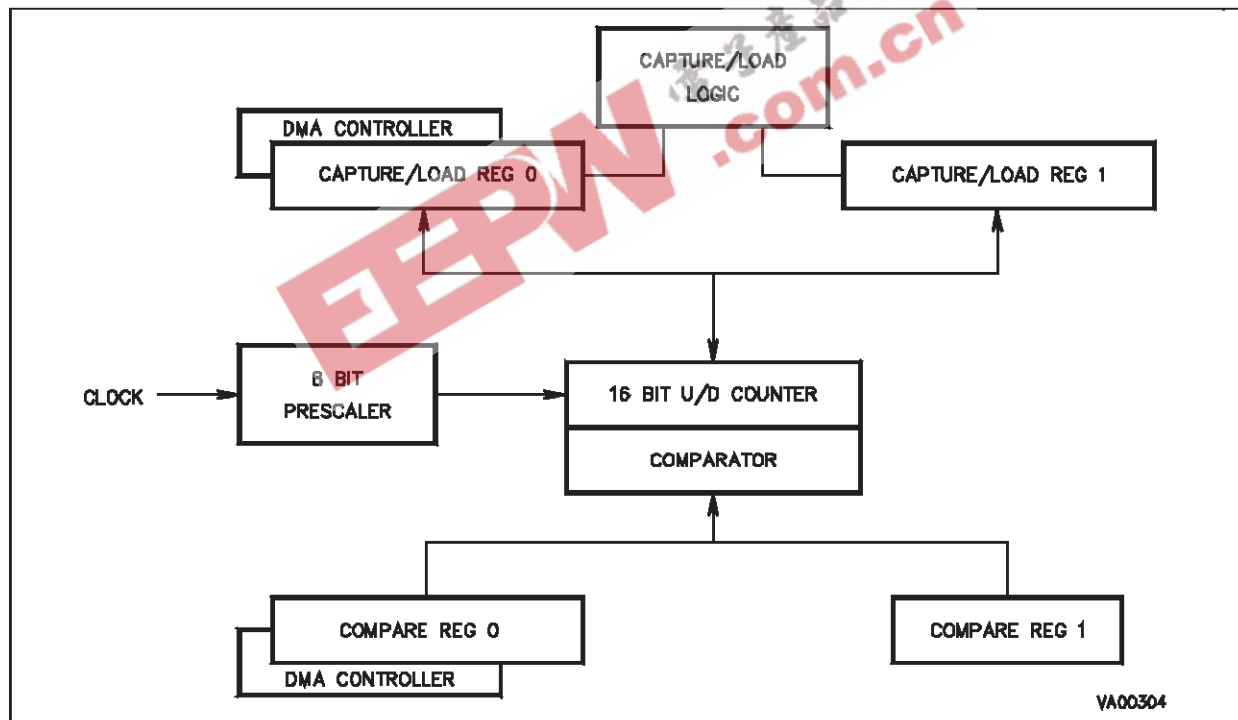 CAPTURE/LOAD
LOGIC
DMA CONTROLLER
CAPTURE/LOAD REG 0
CAPTURE/LOAD REG 1
8 BIT
PRESCALER
CLOCK
16 BIT U/D COUNTER
COMPARATOR
COMPARE REG 0
COMPARE REG 1
DMA CONTROLLER
VA00304
EEPW
.com.cn